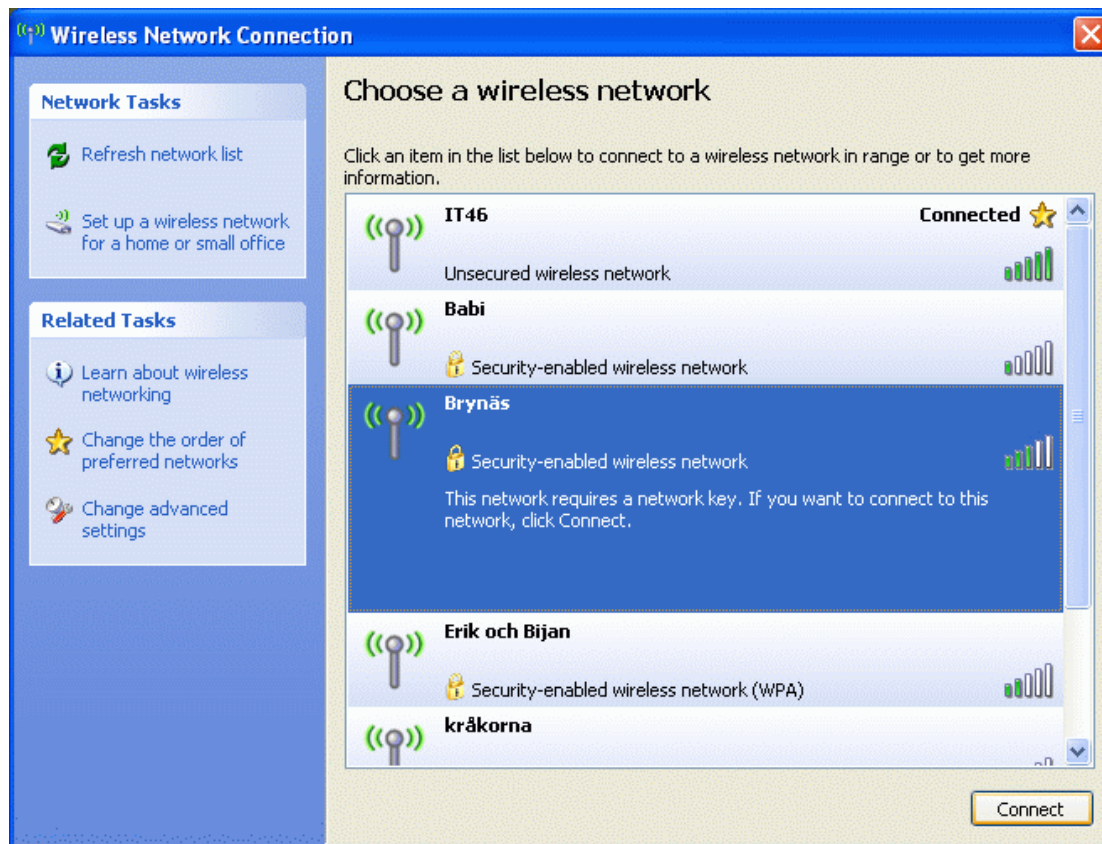 Wireless Network Connection
Network Tasks
Refresh network list
Set up a wireless network
for a home or small office
Related Tasks
Learn about wireless
networking
Change the order of
preferred networks
Change advanced
settings
Choose a wireless network
Click an item in the list below to connect to a wireless network in range or to get more
information.
IT46 Connected
Unsecured wireless network
Babi
Security-enabled wireless network
Brynäs
Security-enabled wireless network
This network requires a network key. If you want to connect to this
network, click Connect.
Erik och Bijan
Security-enabled wireless network (WPA)
kråkorna
Connect